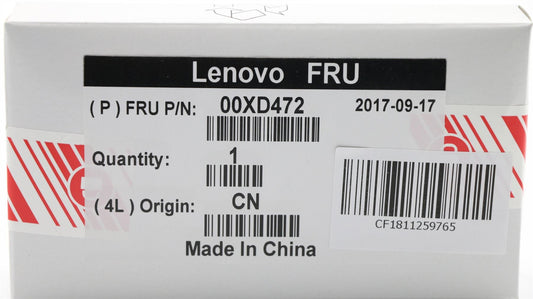 Lenovo FRU
( P ) FRU P/N: 00XD472 2017-09-17
Quantity: 1
( 4L ) Origin: CN
Made In China
CF1811259765